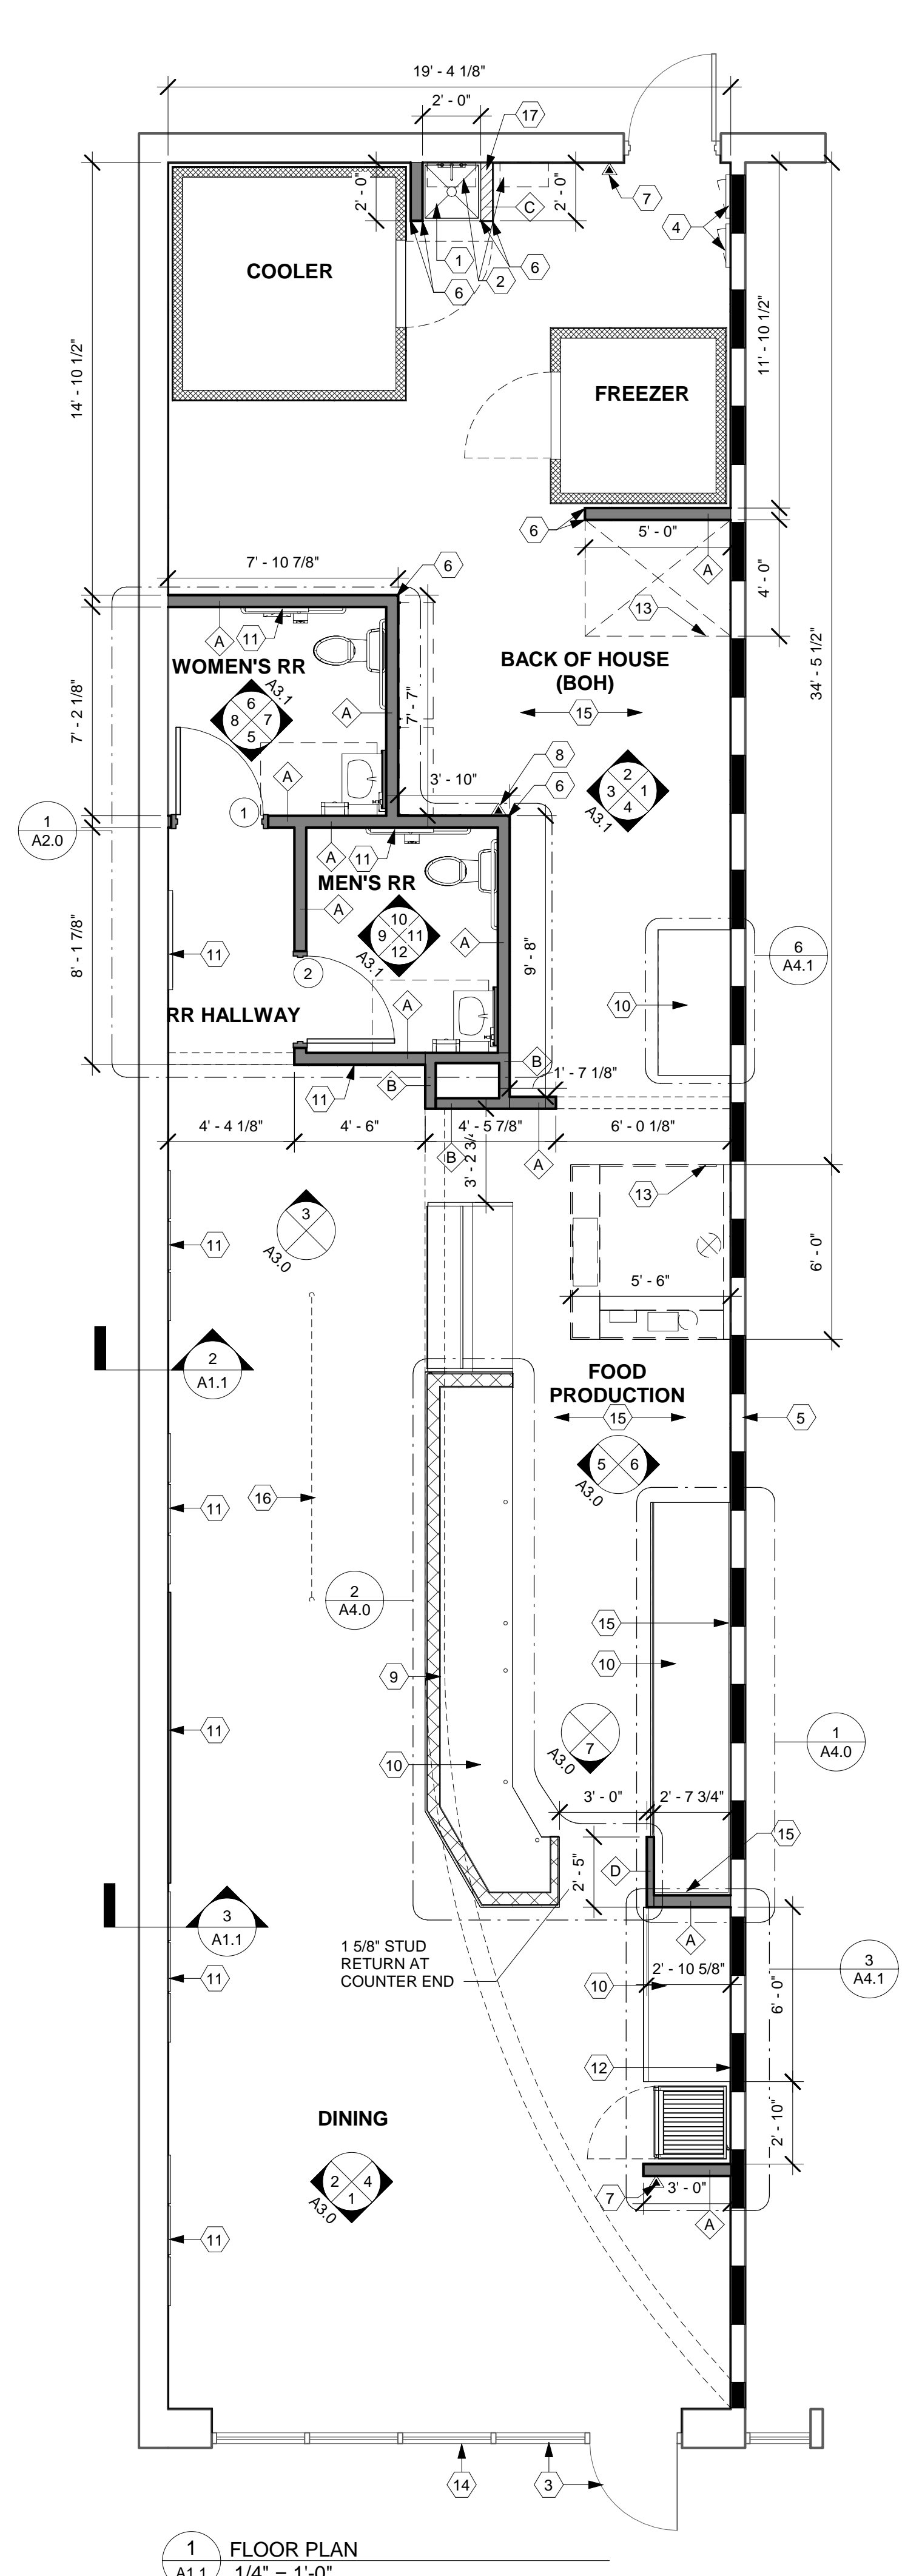 19' - 4 1/8"
2' - 0"
17
2' - 0"
2' - 0"
7
C
4
1
2
6
6
COOLER
14' - 10 1/2"
11' - 10 1/2"
FREEZER
6
5' - 0"
A
4' - 0"
7' - 10 7/8"
6
13
A
11
WOMEN'S RR
BACK OF HOUSE
(BOH)
34' - 5 1/2"
A3.1
6
8
7
5
A
7' - 7"
15
7' - 2 1/8"
8
A
3' - 10"
6
2
3
1
4
A3.1
1
1
A2.0
A
11
MEN'S RR
A
10
9
11
12
A3.1
A
9' - 8"
8' - 1 7/8"
11
6
A4.1
2
10
A
RR HALLWAY
B
B
1' - 7 1/8"
11
4' - 4 1/8"
4' - 6"
4' - 5 7/8"
6' - 0 1/8"
B
A
3' - 2 3/4
13
3
A3.0
11
6' - 0"
5' - 6"
2
A1.1
FOOD
PRODUCTION
15
5
5
6
A3.0
16
11
2
A4.0
15
10
9
11
7
A3.0
1
A4.0
10
3' - 0"
2' - 7 3/4"
15
2' - 5"
D
3
A1.1
A
1 5/8" STUD
RETURN AT
COUNTER END
11
2' - 10 5/8"
3
A4.1
10
6' - 0"
12
DINING
2' - 10"
2
4
1
A3.0
7
3' - 0"
11
A
14
3
1
FLOOR PLAN
A1.1
1/4" = 1'-0"